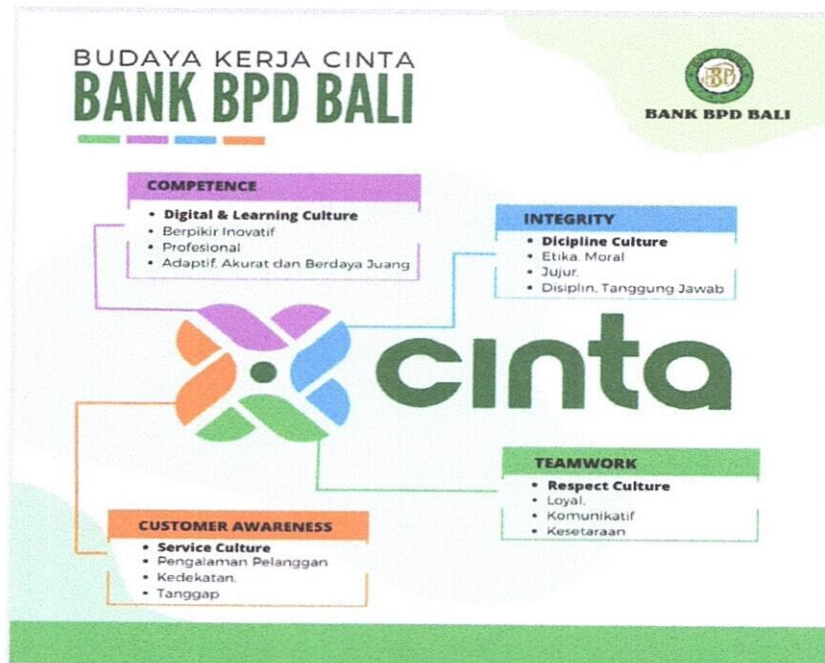 BUDAYA KERJA CINTA
BANK BPD BALI
BPD
BANK BPD BALI
COMPETENCE
• Digital & Learning Culture
• Berpikir Inovatif
• Profesional
• Adaptif, Akurat dan Berdaya Juang
INTEGRITY
• Dicipline Culture
• Etika, Moral
• Jujur,
• Disiplin, Tanggung Jawab
cinta
TEAMWORK
• Respect Culture
• Loyal,
• Komunikatif
• Kesetaraan
CUSTOMER AWARENESS
• Service Culture
• Pengalaman Pelanggan
• Kedekatan,
• Tanggap